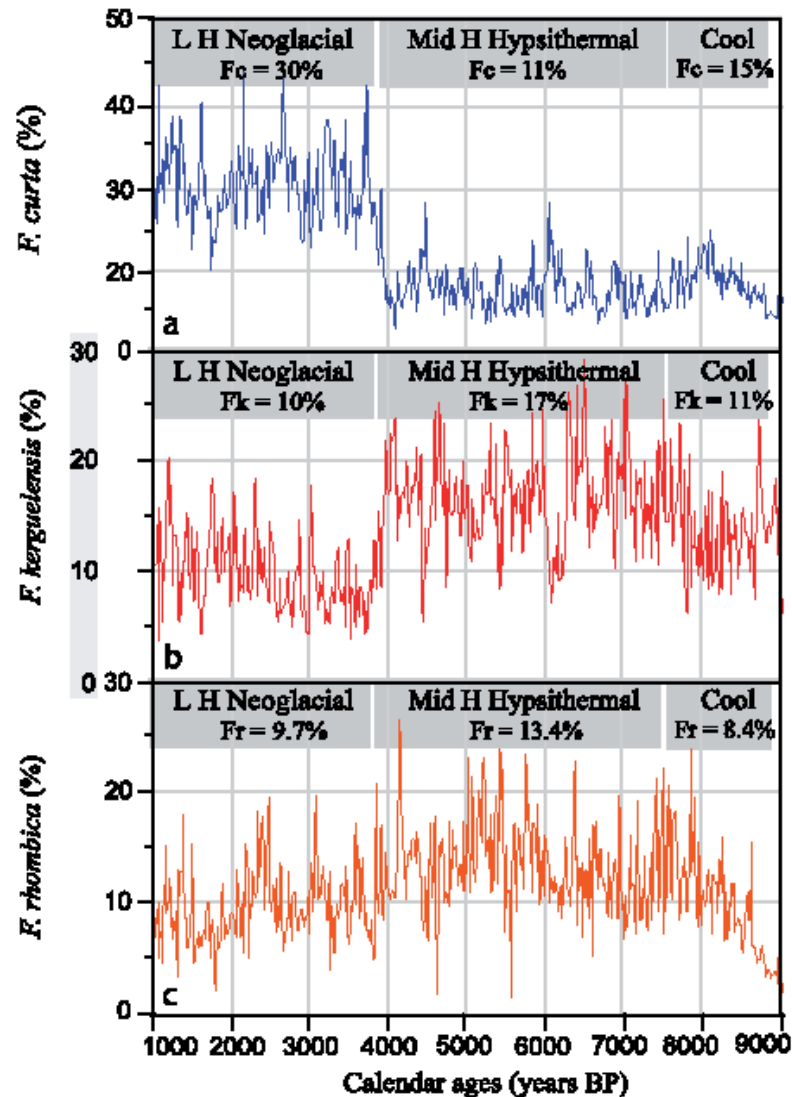 50
L H Neoglacial Mid H Hypsithermal Cool
Fc = 30% Fc = 11% Fc = 15%
40
30
20
0
F. curta (%)
a
30
L H Neoglacial Mid H Hypsithermal Cool
Fk = 10% Fk = 17% Fk = 11%
20
10
0
F. kerguelensis (%)
b
30
L H Neoglacial Mid H Hypsithermal Cool
Fr = 9.7% Fr = 13.4% Fr = 8.4%
20
10
0
F. rhombica (%)
c
1000 2000 3000 4000 5000 6000 7000 8000 9000
Calendar ages (years BP)